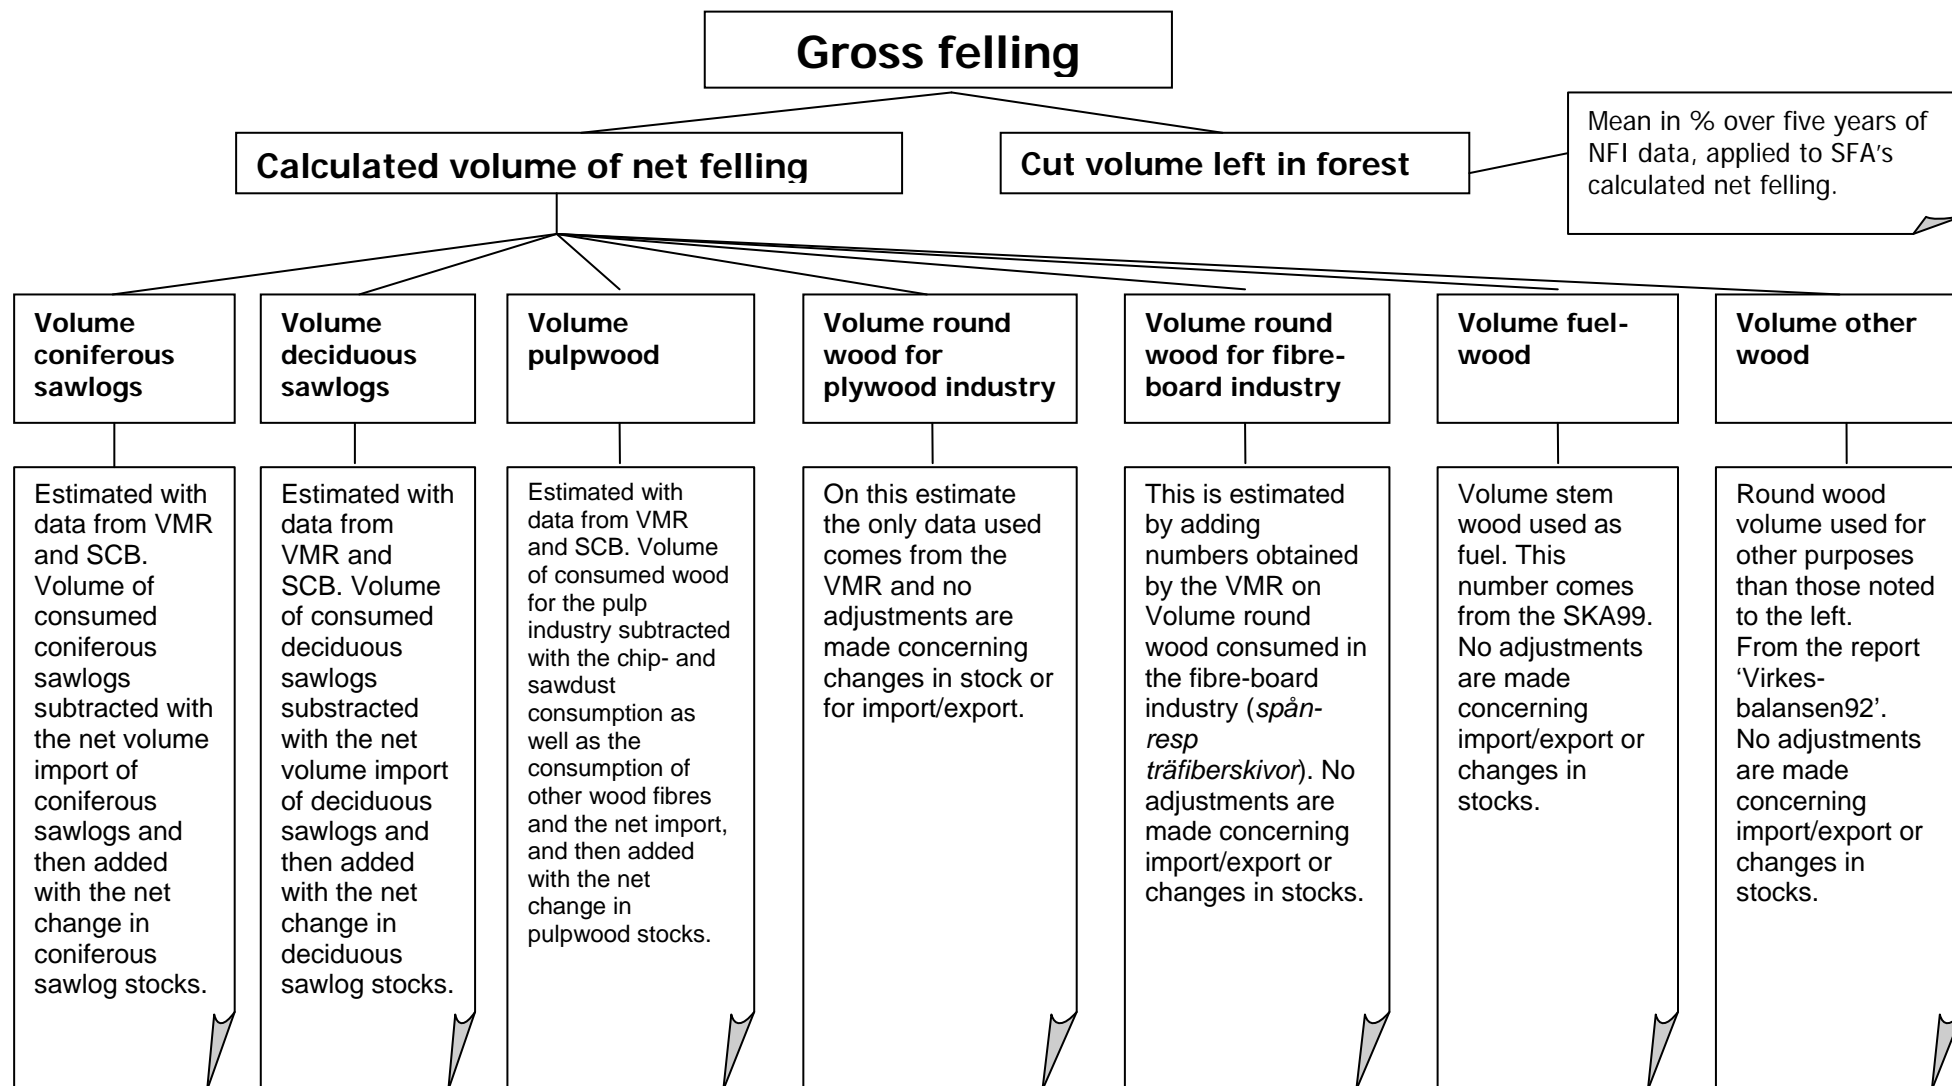 Gross felling
Calculated volume of net felling
Cut volume left in forest
Mean in % over five years of
NFI data, applied to SFA's
calculated net felling.
Volume
coniferous
sawlogs
Volume
deciduous
sawlogs
Volume
pulpwood
Volume round
wood for
plywood industry
Volume round
wood for fibre-
board industry
Volume fuel-
wood
Volume other
wood
Estimated with
data from VMR
and SCB.
Volume of
consumed
coniferous
sawlogs
subtracted with
the net volume
import of
coniferous
sawlogs and
then added
with the net
change in
coniferous
sawlog stocks.
Estimated with
data from
VMR and
SCB. Volume
of consumed
deciduous
sawlogs
substracted
with the net
volume import
of deciduous
sawlogs and
then added
with the net
change in
deciduous
sawlog stocks.
Estimated with
data from VMR
and SCB. Volume
of consumed wood
for the pulp
industry subtracted
with the chip- and
sawdust
consumption as
well as the
consumption of
other wood fibres
and the net import,
and then added
with the net
change in
pulpwood stocks.
On this estimate
the only data used
comes from the
VMR and no
adjustments are
made concerning
changes in stock or
for import/export.
This is estimated
by adding
numbers obtained
by the VMR on
Volume round
wood consumed in
the fibre-board
industry (spån-
resp
träfiberskivor). No
adjustments are
made concerning
import/export or
changes in stocks.
Volume stem
wood used as
fuel. This
number comes
from the SKA99.
No adjustments
are made
concerning
import/export or
changes in
stocks.
Round wood
volume used for
other purposes
than those noted
to the left.
From the report
'Virkes-
balansen92'.
No adjustments
are made
concerning
import/export or
changes in
stocks.